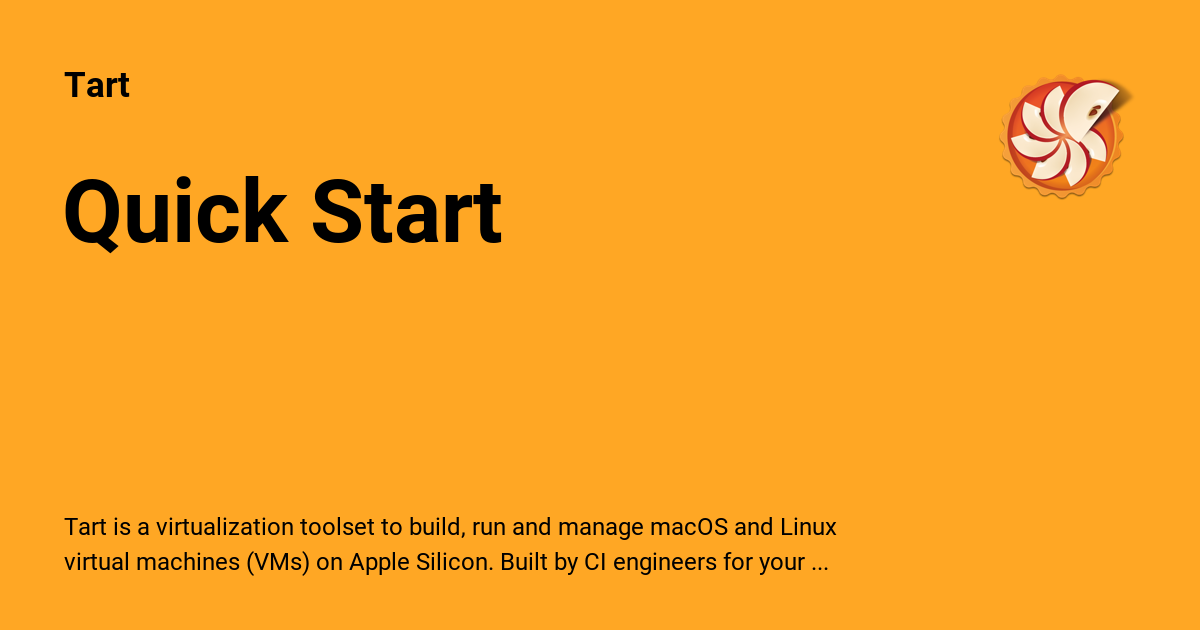 Tart
Quick Start
Tart is a virtualization toolset to build, run and manage macOS and Linux
virtual machines (VMs) on Apple Silicon. Built by CI engineers for your ...